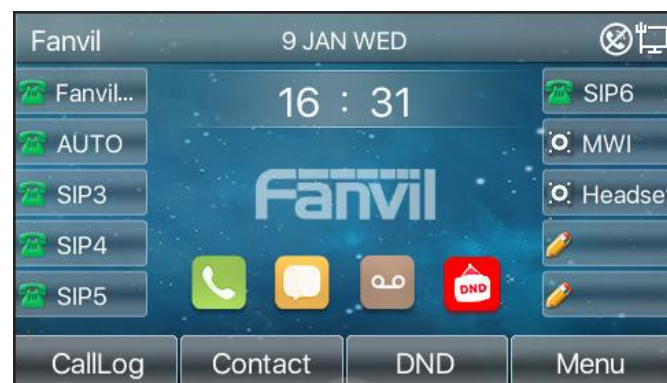 Fanvil 9 JAN WED
Fanvil... 16 : 31 SIP6
AUTO MWI
SIP3 Fanvil Headse
SIP4
SIP5 DND
CallLog Contact DND Menu